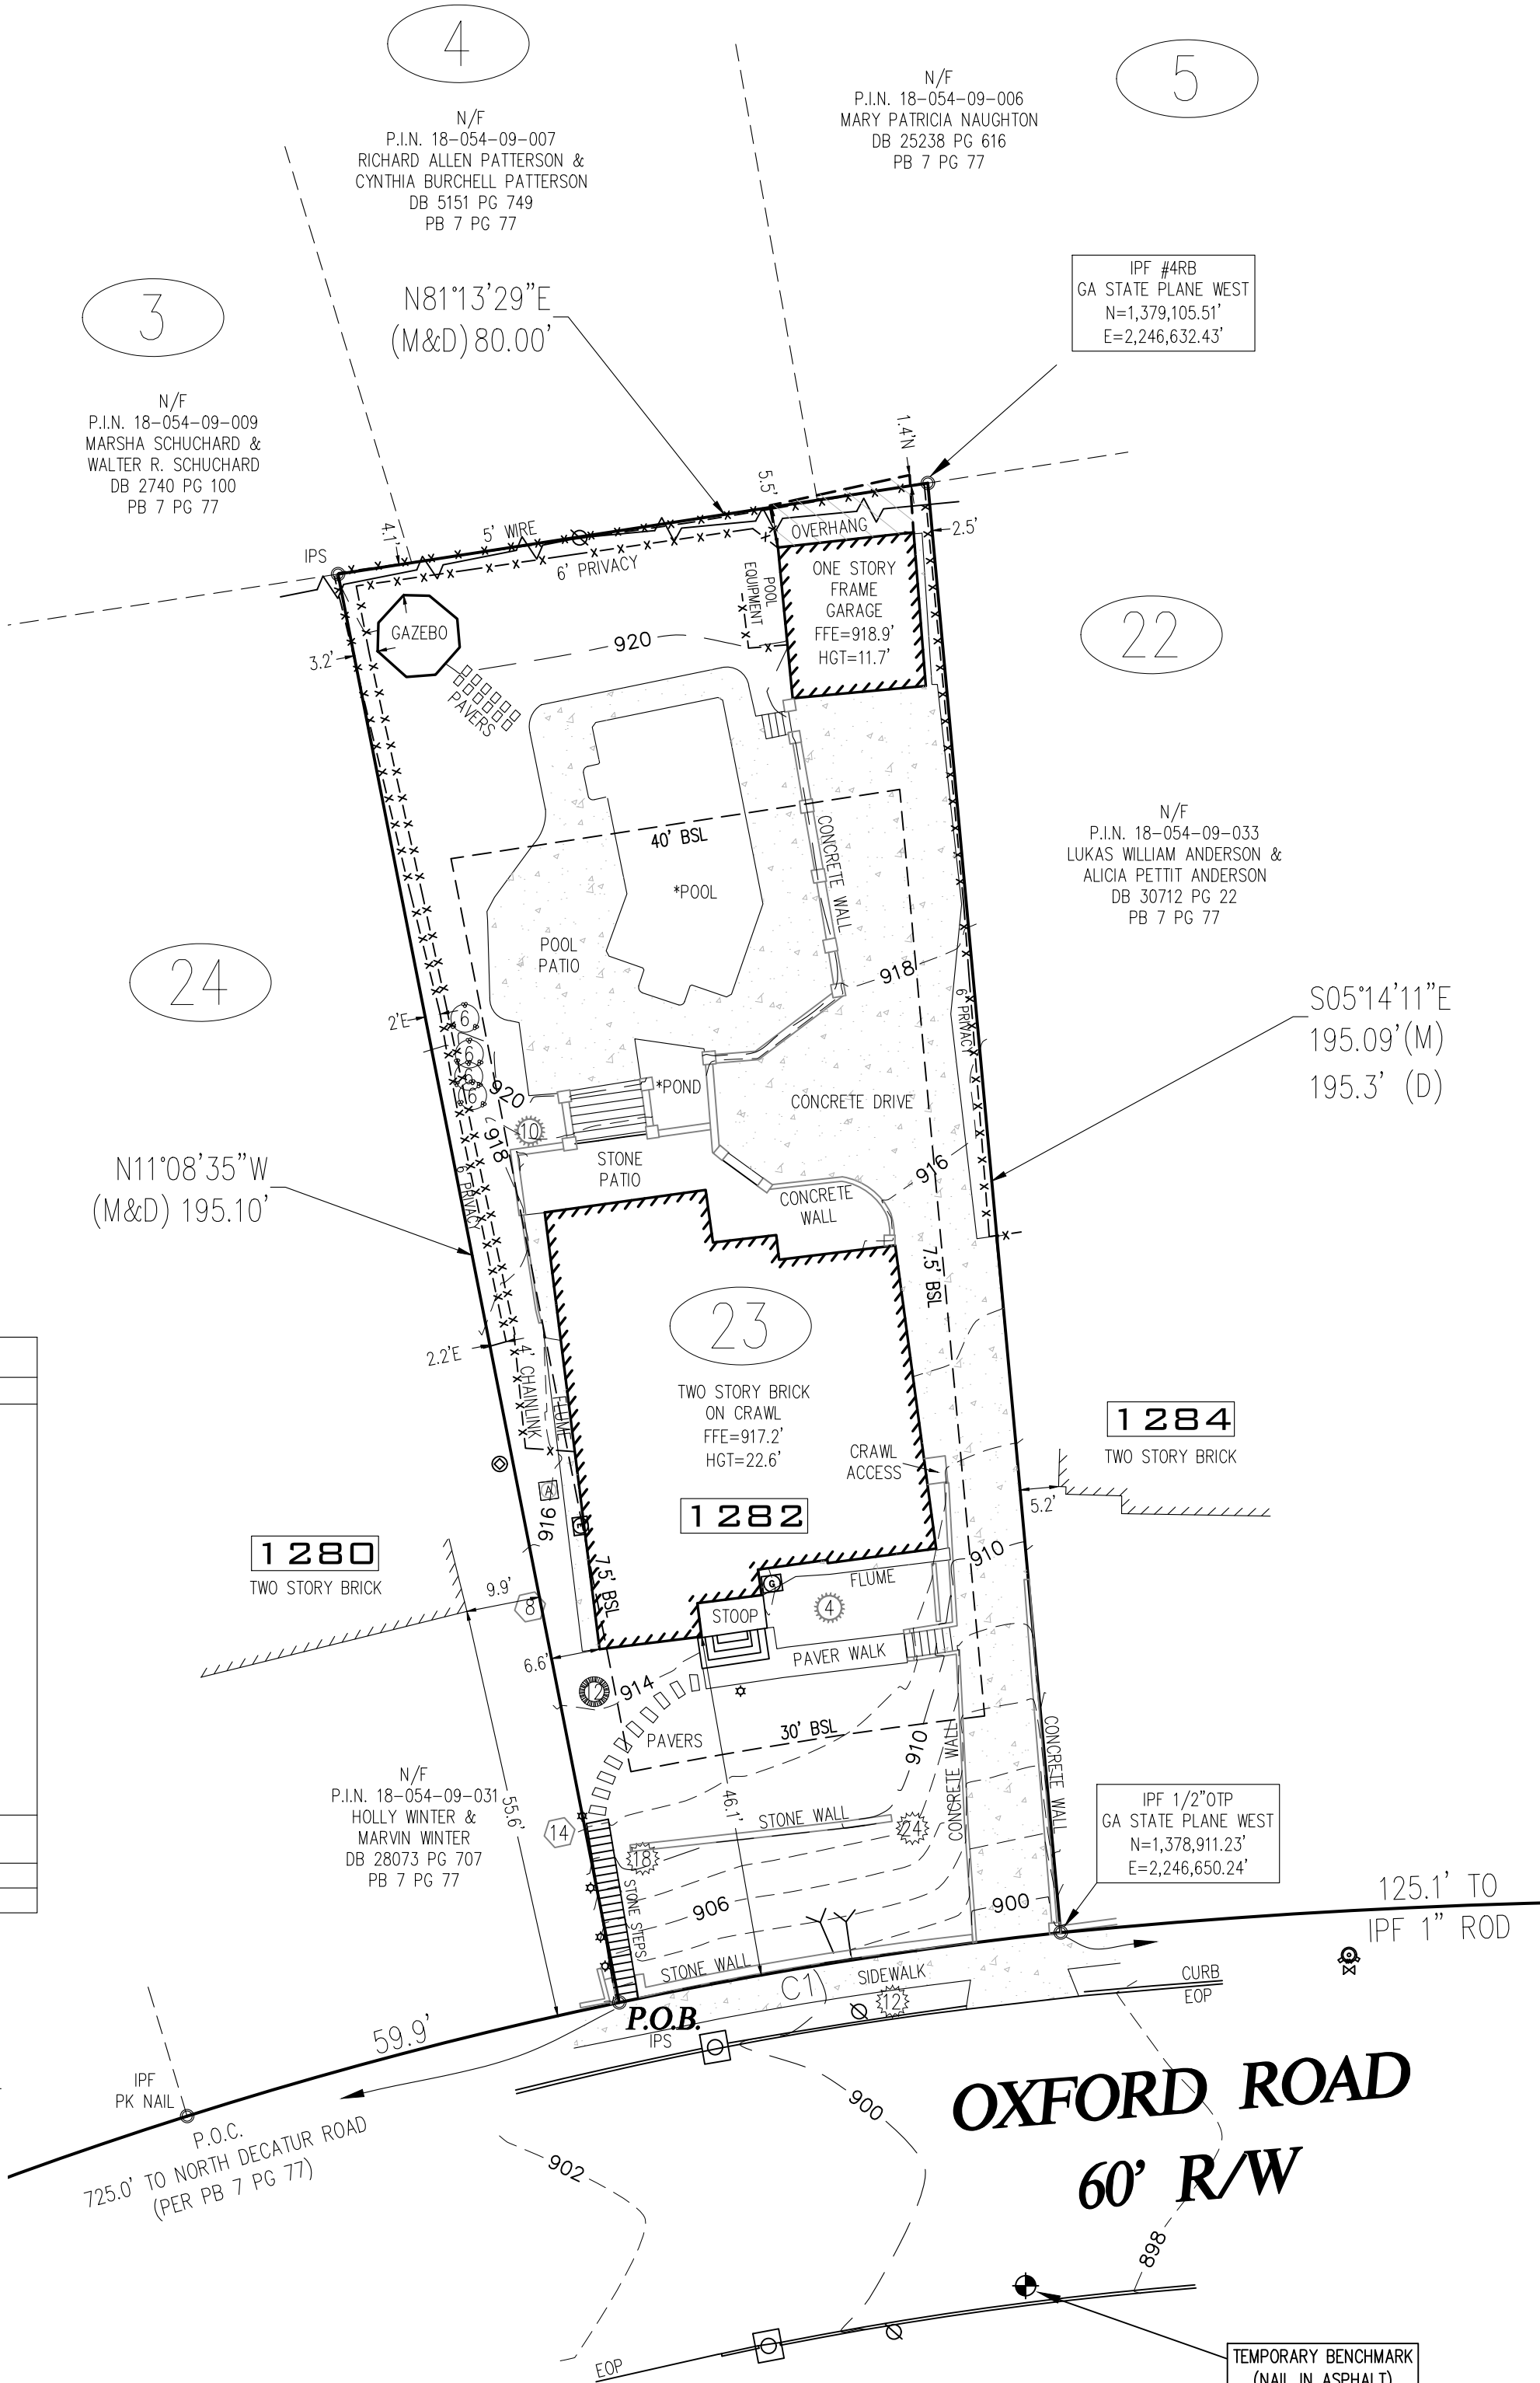 4
N/F
P.I.N. 18-054-09-007
RICHARD ALLEN PATTERSON &
CYNTHIA BURCHELL PATTERSON
DB 5151 PG 749
PB 7 PG 77
N/F
P.I.N. 18-054-09-006
MARY PATRICIA NAUGHTON
DB 25238 PG 616
PB 7 PG 77
5
3
N/F
P.I.N. 18-054-09-009
MARSHA SCHUCHARD &
WALTER R. SCHUCHARD
DB 2740 PG 100
PB 7 PG 77
N81°13'29"E
(M&D) 80.00'
IPF #4RB
GA STATE PLANE WEST
N=1,379,105.51'
E=2,246,632.43'
1.4'N
5.5'
4.1'
IPS
5' WIRE
6' PRIVACY
OVERHANG
2.5'
POOL
EQUIPMENT
ONE STORY
FRAME
GARAGE
FFE=918.9'
HGT=11.7'
GAZEBO
3.2'
920
PAVERS
22
N/F
P.I.N. 18-054-09-033
LUKAS WILLIAM ANDERSON &
ALICIA PETTIT ANDERSON
DB 30712 PG 22
PB 7 PG 77
40' BSL
*POOL
CONCRETE WALL
POOL
PATIO
918
6' PRIVACY
24
2'E
6
6
6
6
920
918
10
*POND
CONCRETE DRIVE
S05°14'11"E
195.09'(M)
195.3' (D)
N11°08'35"W
(M&D) 195.10'
6' PRIVACY
STONE
PATIO
CONCRETE
WALL
916
7.5' BSL
23
TWO STORY BRICK
ON CRAWL
FFE=917.2'
HGT=22.6'
1282
CRAWL
ACCESS
2.2'E
4' CHAINLINK
FLUME
A
916
E
7.5' BSL
1284
TWO STORY BRICK
5.2'
1280
TWO STORY BRICK
9.9'
8
910
G
FLUME
4
STOOP
PAVER WALK
6.6'
12
914
PAVERS
30' BSL
910
CONCRETE WALL
CONCRETE WALL
46.1'
55.6'
N/F
P.I.N. 18-054-09-031
HOLLY WINTER &
MARVIN WINTER
DB 28073 PG 707
PB 7 PG 77
14
STONE WALL
24
18
STONE STEPS
906
900
IPF 1/2"OTP
GA STATE PLANE WEST
N=1,378,911.23'
E=2,246,650.24'
125.1' TO
IPF 1" ROD
STONE WALL
C1)
SIDEWALK
12
CURB
EOP
P.O.B.
IPS
59.9'
IPF
PK NAIL
P.O.C.
725.0' TO NORTH DECATUR ROAD
(PER PB 7 PG 77)
OXFORD ROAD
60' R/W
900
902
898
EOP
TEMPORARY BENCHMARK
(NAIL IN ASPHALT)